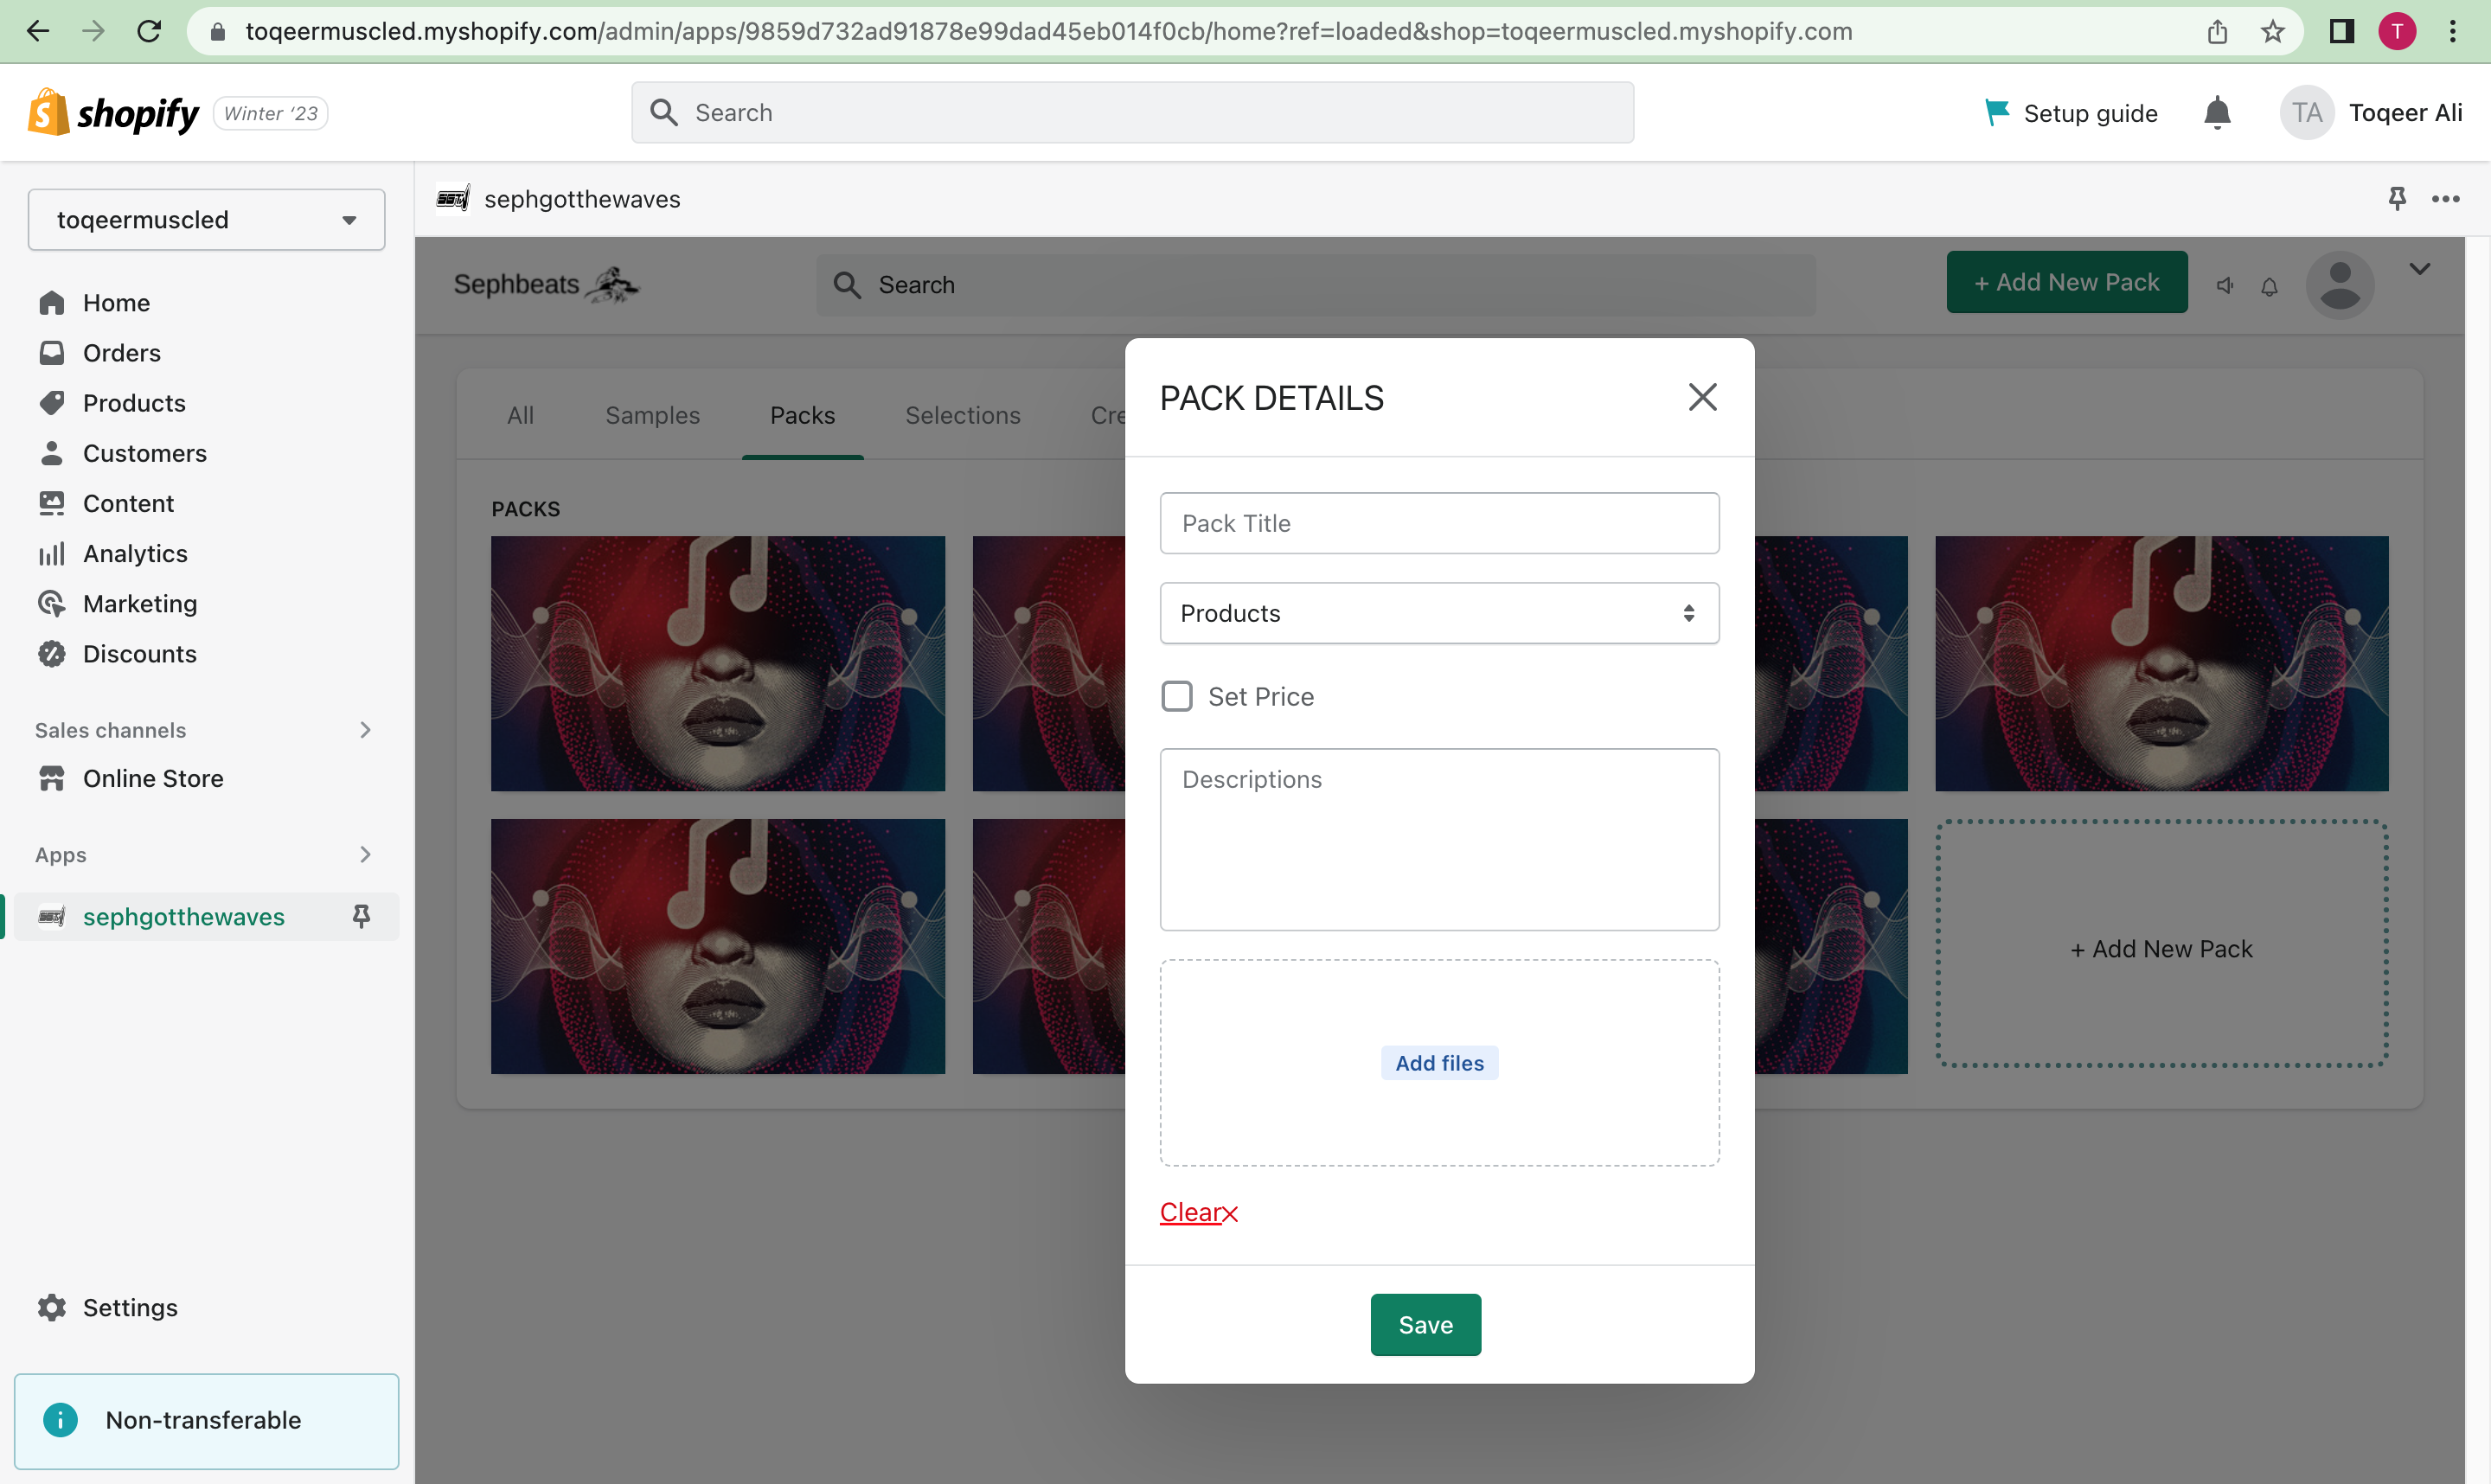 toqeermuscled.myshopify.com/admin/apps/9859d732ad91878e99dad45eb014f0cb/home?ref=loaded&shop=toqeermuscled.myshopify.com
T
shopify
Winter ‘23
Search
Setup guide
TA
Toqeer Ali
toqeermuscled
Home
Orders
Products
Customers
Content
Analytics
Marketing
Discounts
Sales channels
Online Store
Apps
sephgotthewaves
Settings
Non-transferable
sephgotthewaves
Sephbeats
Search
+ Add New Pack
All
Samples
Packs
Selections
Cre
PACKS
+ Add New Pack
PACK DETAILS
Pack Title
Products
Set Price
Descriptions
Add files
Clear
Save